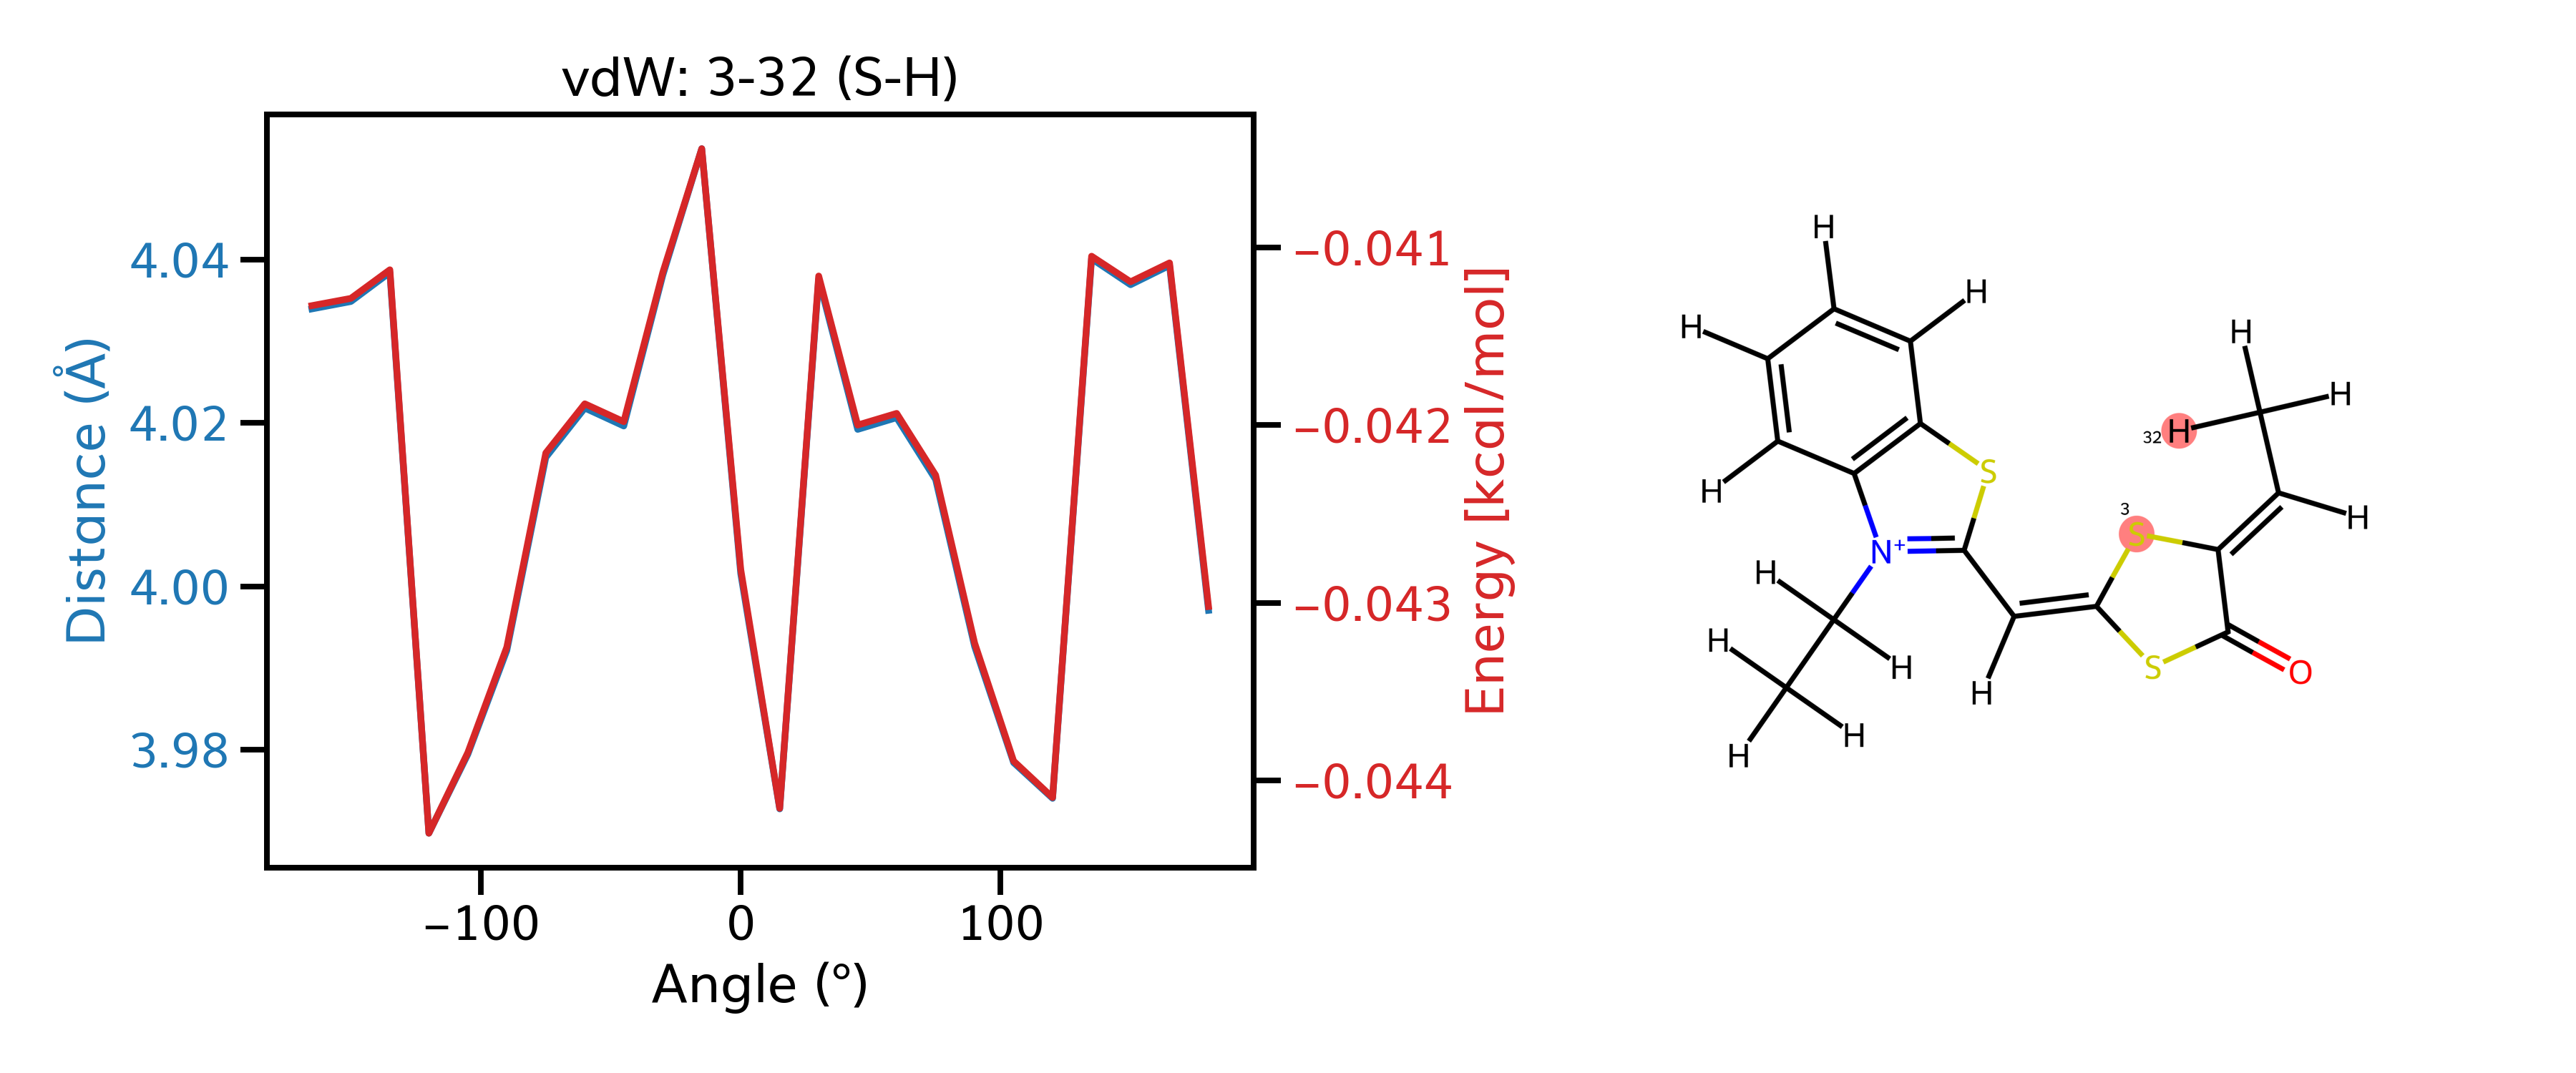 vdW: 3-32 (S-H)
Distance (Å)
4.04
4.02
4.00
3.98
−100
0
100
Angle (°)
−0.041
−0.042
−0.043
−0.044
Energy [kcal/mol]
H
H
H
H
H
32 H
H
S
3
S
H
N+
H
H
H
H
S
O
H
H
H